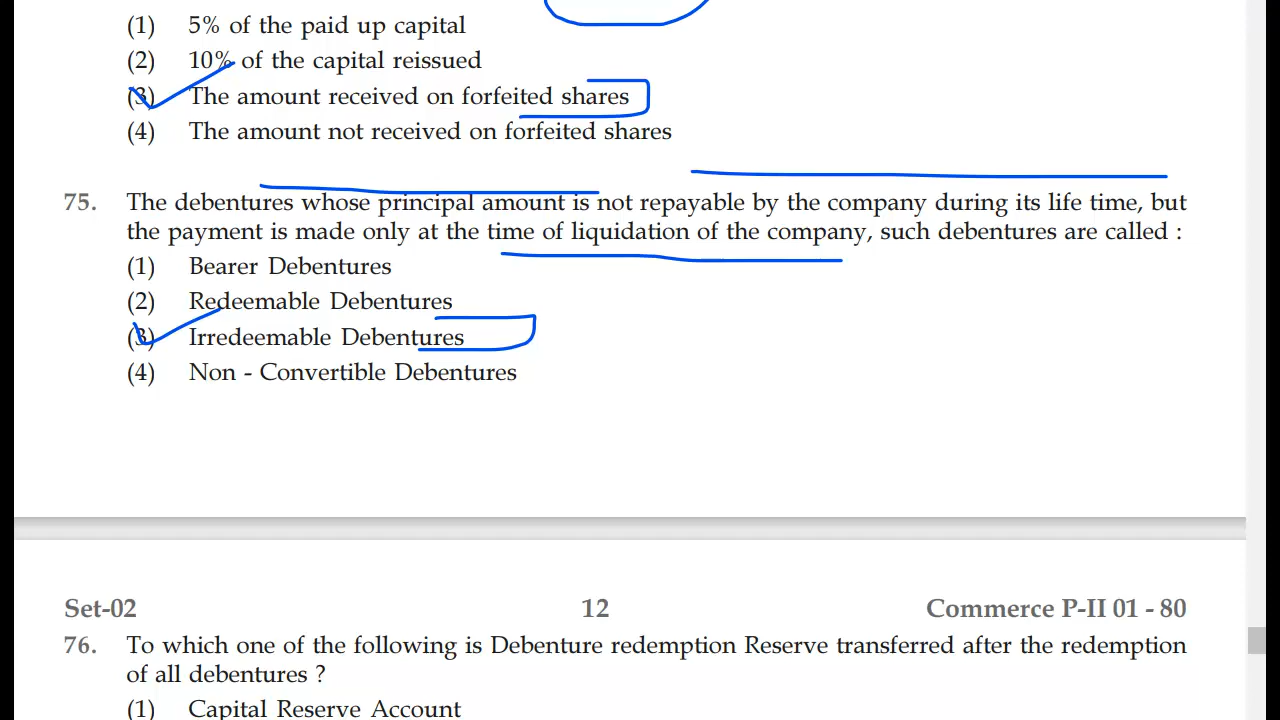 (1) 5% of the paid up capital
(2) 10% of the capital reissued
(3) The amount received on forfeited shares
(4) The amount not received on forfeited shares
75. The debentures whose principal amount is not repayable by the company during its life time, but
the payment is made only at the time of liquidation of the company, such debentures are called :
(1) Bearer Debentures
(2) Redeemable Debentures
(3) Irredeemable Debentures
(4) Non - Convertible Debentures
Set-02 12 Commerce P-II 01 - 80
76. To which one of the following is Debenture redemption Reserve transferred after the redemption
of all debentures ?
(1) Capital Reserve Account